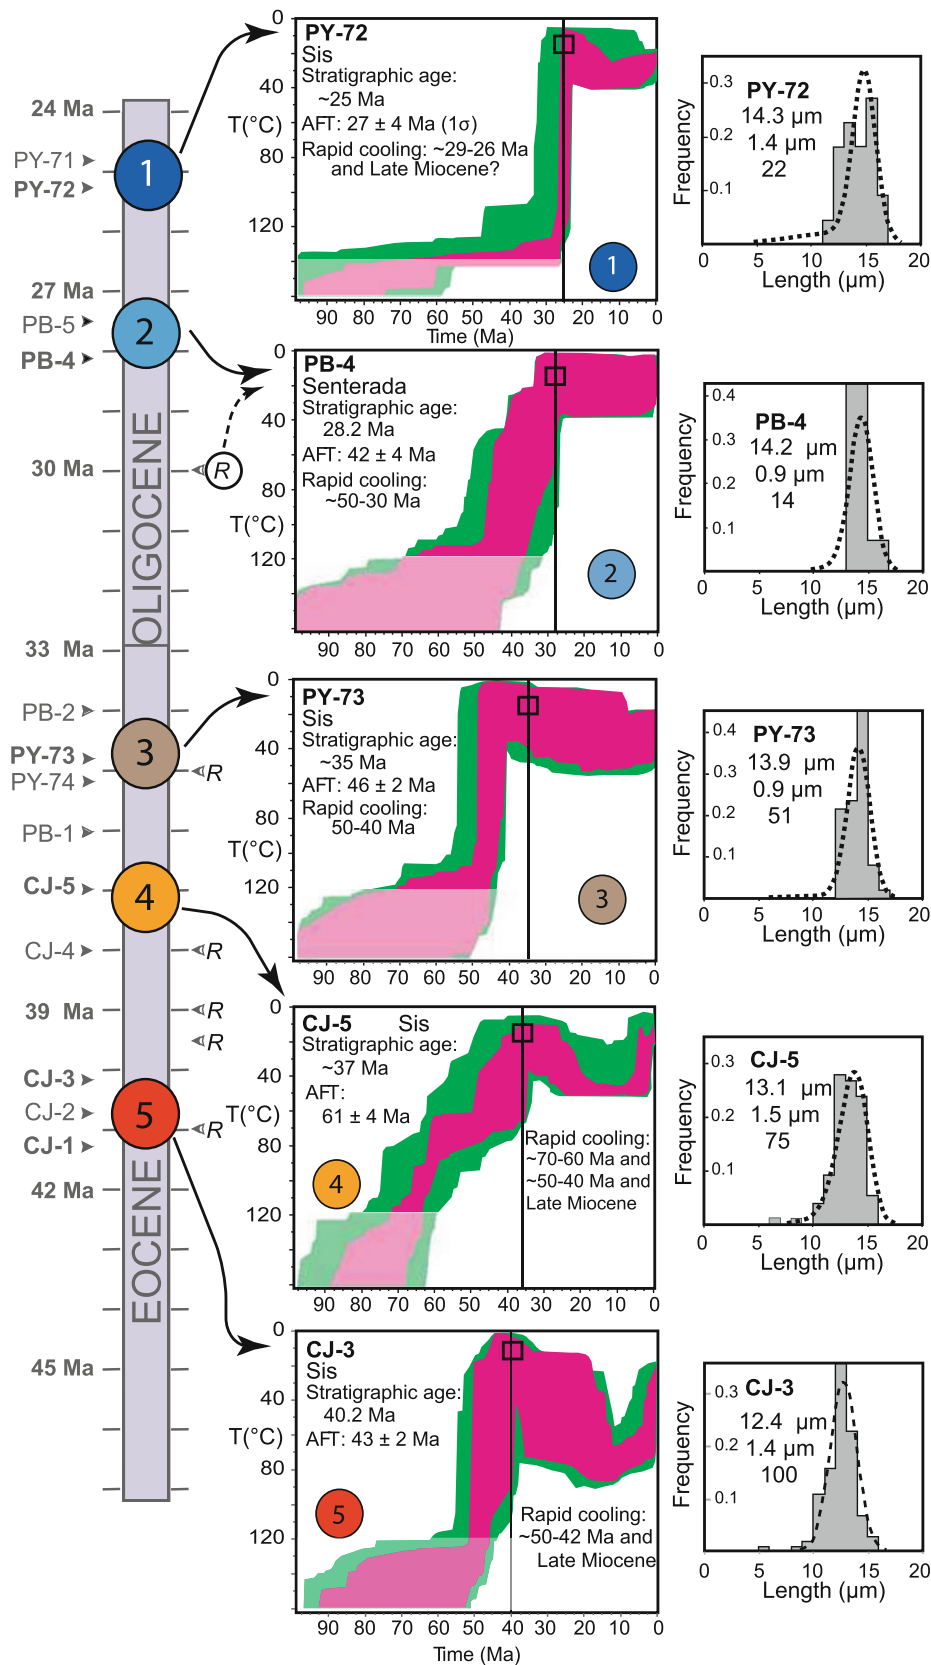 24 Ma
PY-71
PY-72
27 Ma
PB-5
PB-4
30 Ma
33 Ma
PB-2
PY-73
PY-74
PB-1
CJ-5
CJ-4
39 Ma
CJ-3
CJ-2
CJ-1
42 Ma
45 Ma
OLIGOCENE
EOCENE
1
2
3
4
5
R
R
R
R
R
R
PY-72
Sis
Stratigraphic age:
~25 Ma
AFT: 27 ± 4 Ma (1σ)
Rapid cooling: ~29-26 Ma
and Late Miocene?
1
0
40
T(°C)
80
120
90 80 70 60 50 40 30 20 10 0
Time (Ma)
PY-72
14.3 µm
1.4 µm
22
Frequency
0.3
0.2
0.1
0 5 10 15 20
Length (µm)
PB-4
Senterada
Stratigraphic age:
28.2 Ma
AFT: 42 ± 4 Ma
Rapid cooling:
~50-30 Ma
2
0
40
80
T(°C)
120
90 80 70 60 50 40 30 20 10 0
PB-4
14.2 µm
0.9 µm
14
Frequency
0.4
0.3
0.2
0.1
0 5 10 15 20
Length (µm)
PY-73
Sis
Stratigraphic age:
~35 Ma
AFT: 46 ± 2 Ma
Rapid cooling:
50-40 Ma
3
0
40
80
T(°C)
120
90 80 70 60 50 40 30 20 10 0
PY-73
13.9 µm
0.9 µm
51
Frequency
0.4
0.3
0.2
0.1
0 5 10 15 20
Length (µm)
CJ-5 Sis
Stratigraphic age:
~37 Ma
AFT:
61 ± 4 Ma
Rapid cooling:
~70-60 Ma and
~50-40 Ma and
Late Miocene
4
0
40
T(°C)
80
120
90 80 70 60 50 40 30 20 10 0
CJ-5
13.1 µm
1.5 µm
75
Frequency
0.3
0.2
0.1
0 5 10 15 20
Length (µm)
CJ-3
Sis
Stratigraphic age:
40.2 Ma
AFT: 43 ± 2 Ma
Rapid cooling:
~50-42 Ma and
Late Miocene
5
0
40
T(°C)
80
120
90 80 70 60 50 40 30 20 10 0
Time (Ma)
CJ-3
12.4 µm
1.4 µm
100
Frequency
0.3
0.2
0.1
0 5 10 15 20
Length (µm)